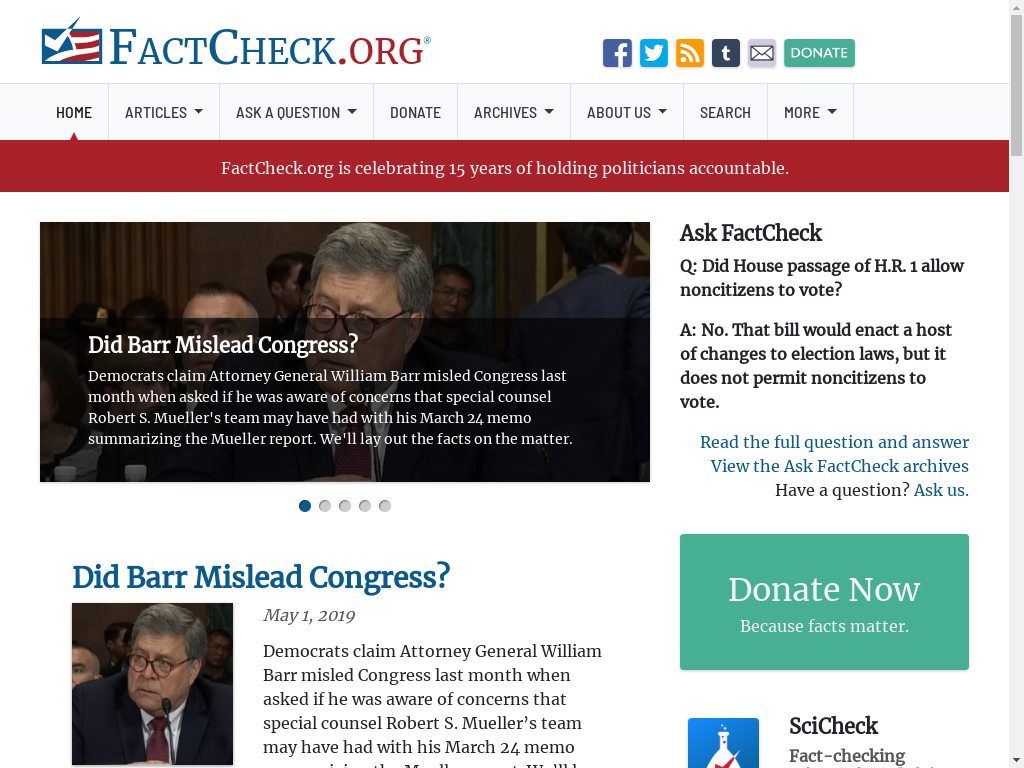 FACTCHECK.ORG®
DONATE
HOME
ARTICLES
ASK A QUESTION
DONATE
ARCHIVES
ABOUT US
SEARCH
MORE
FactCheck.org is celebrating 15 years of holding politicians accountable.
Did Barr Mislead Congress?
Democrats claim Attorney General William Barr misled Congress last
month when asked if he was aware of concerns that special counsel
Robert S. Mueller's team may have had with his March 24 memo
summarizing the Mueller report. We'll lay out the facts on the matter.
Did Barr Mislead Congress?
May 1, 2019
Democrats claim Attorney General William
Barr misled Congress last month when
asked if he was aware of concerns that
special counsel Robert S. Mueller’s team
may have had with his March 24 memo
Ask FactCheck
Q: Did House passage of H.R. 1 allow
noncitizens to vote?
A: No. That bill would enact a host
of changes to election laws, but it
does not permit noncitizens to
vote.
Read the full question and answer
View the Ask FactCheck archives
Have a question? Ask us.
Donate Now
Because facts matter.
SciCheck
Fact-checking